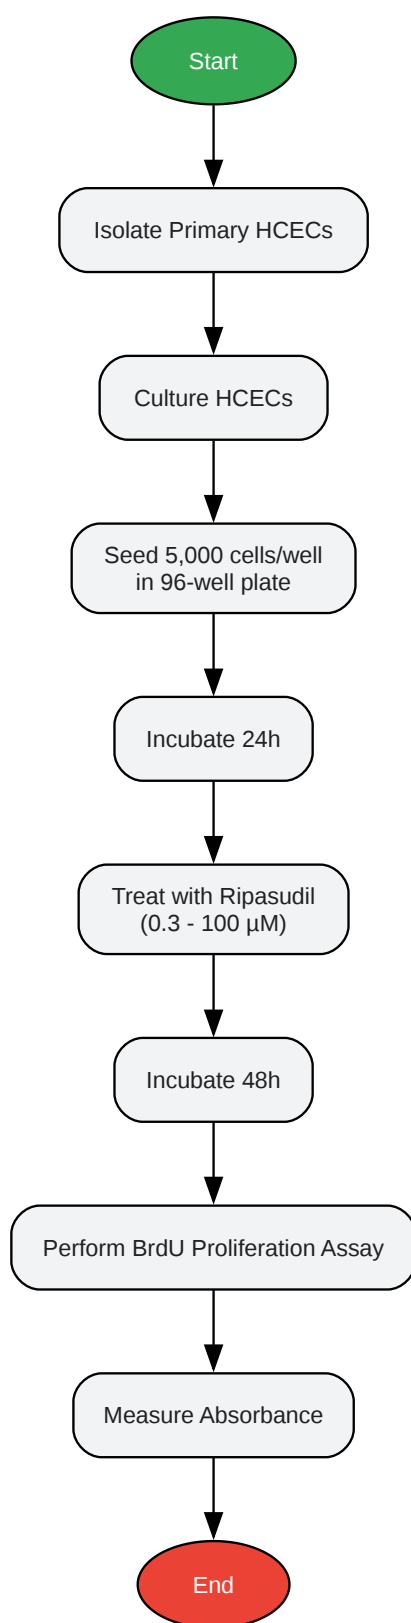 Start
Isolate Primary HCECs
Culture HCECs
Seed 5,000 cells/well
in 96-well plate
Incubate 24h
Treat with Ripasudil
(0.3 - 100 µM)
Incubate 48h
Perform BrdU Proliferation Assay
Measure Absorbance
End